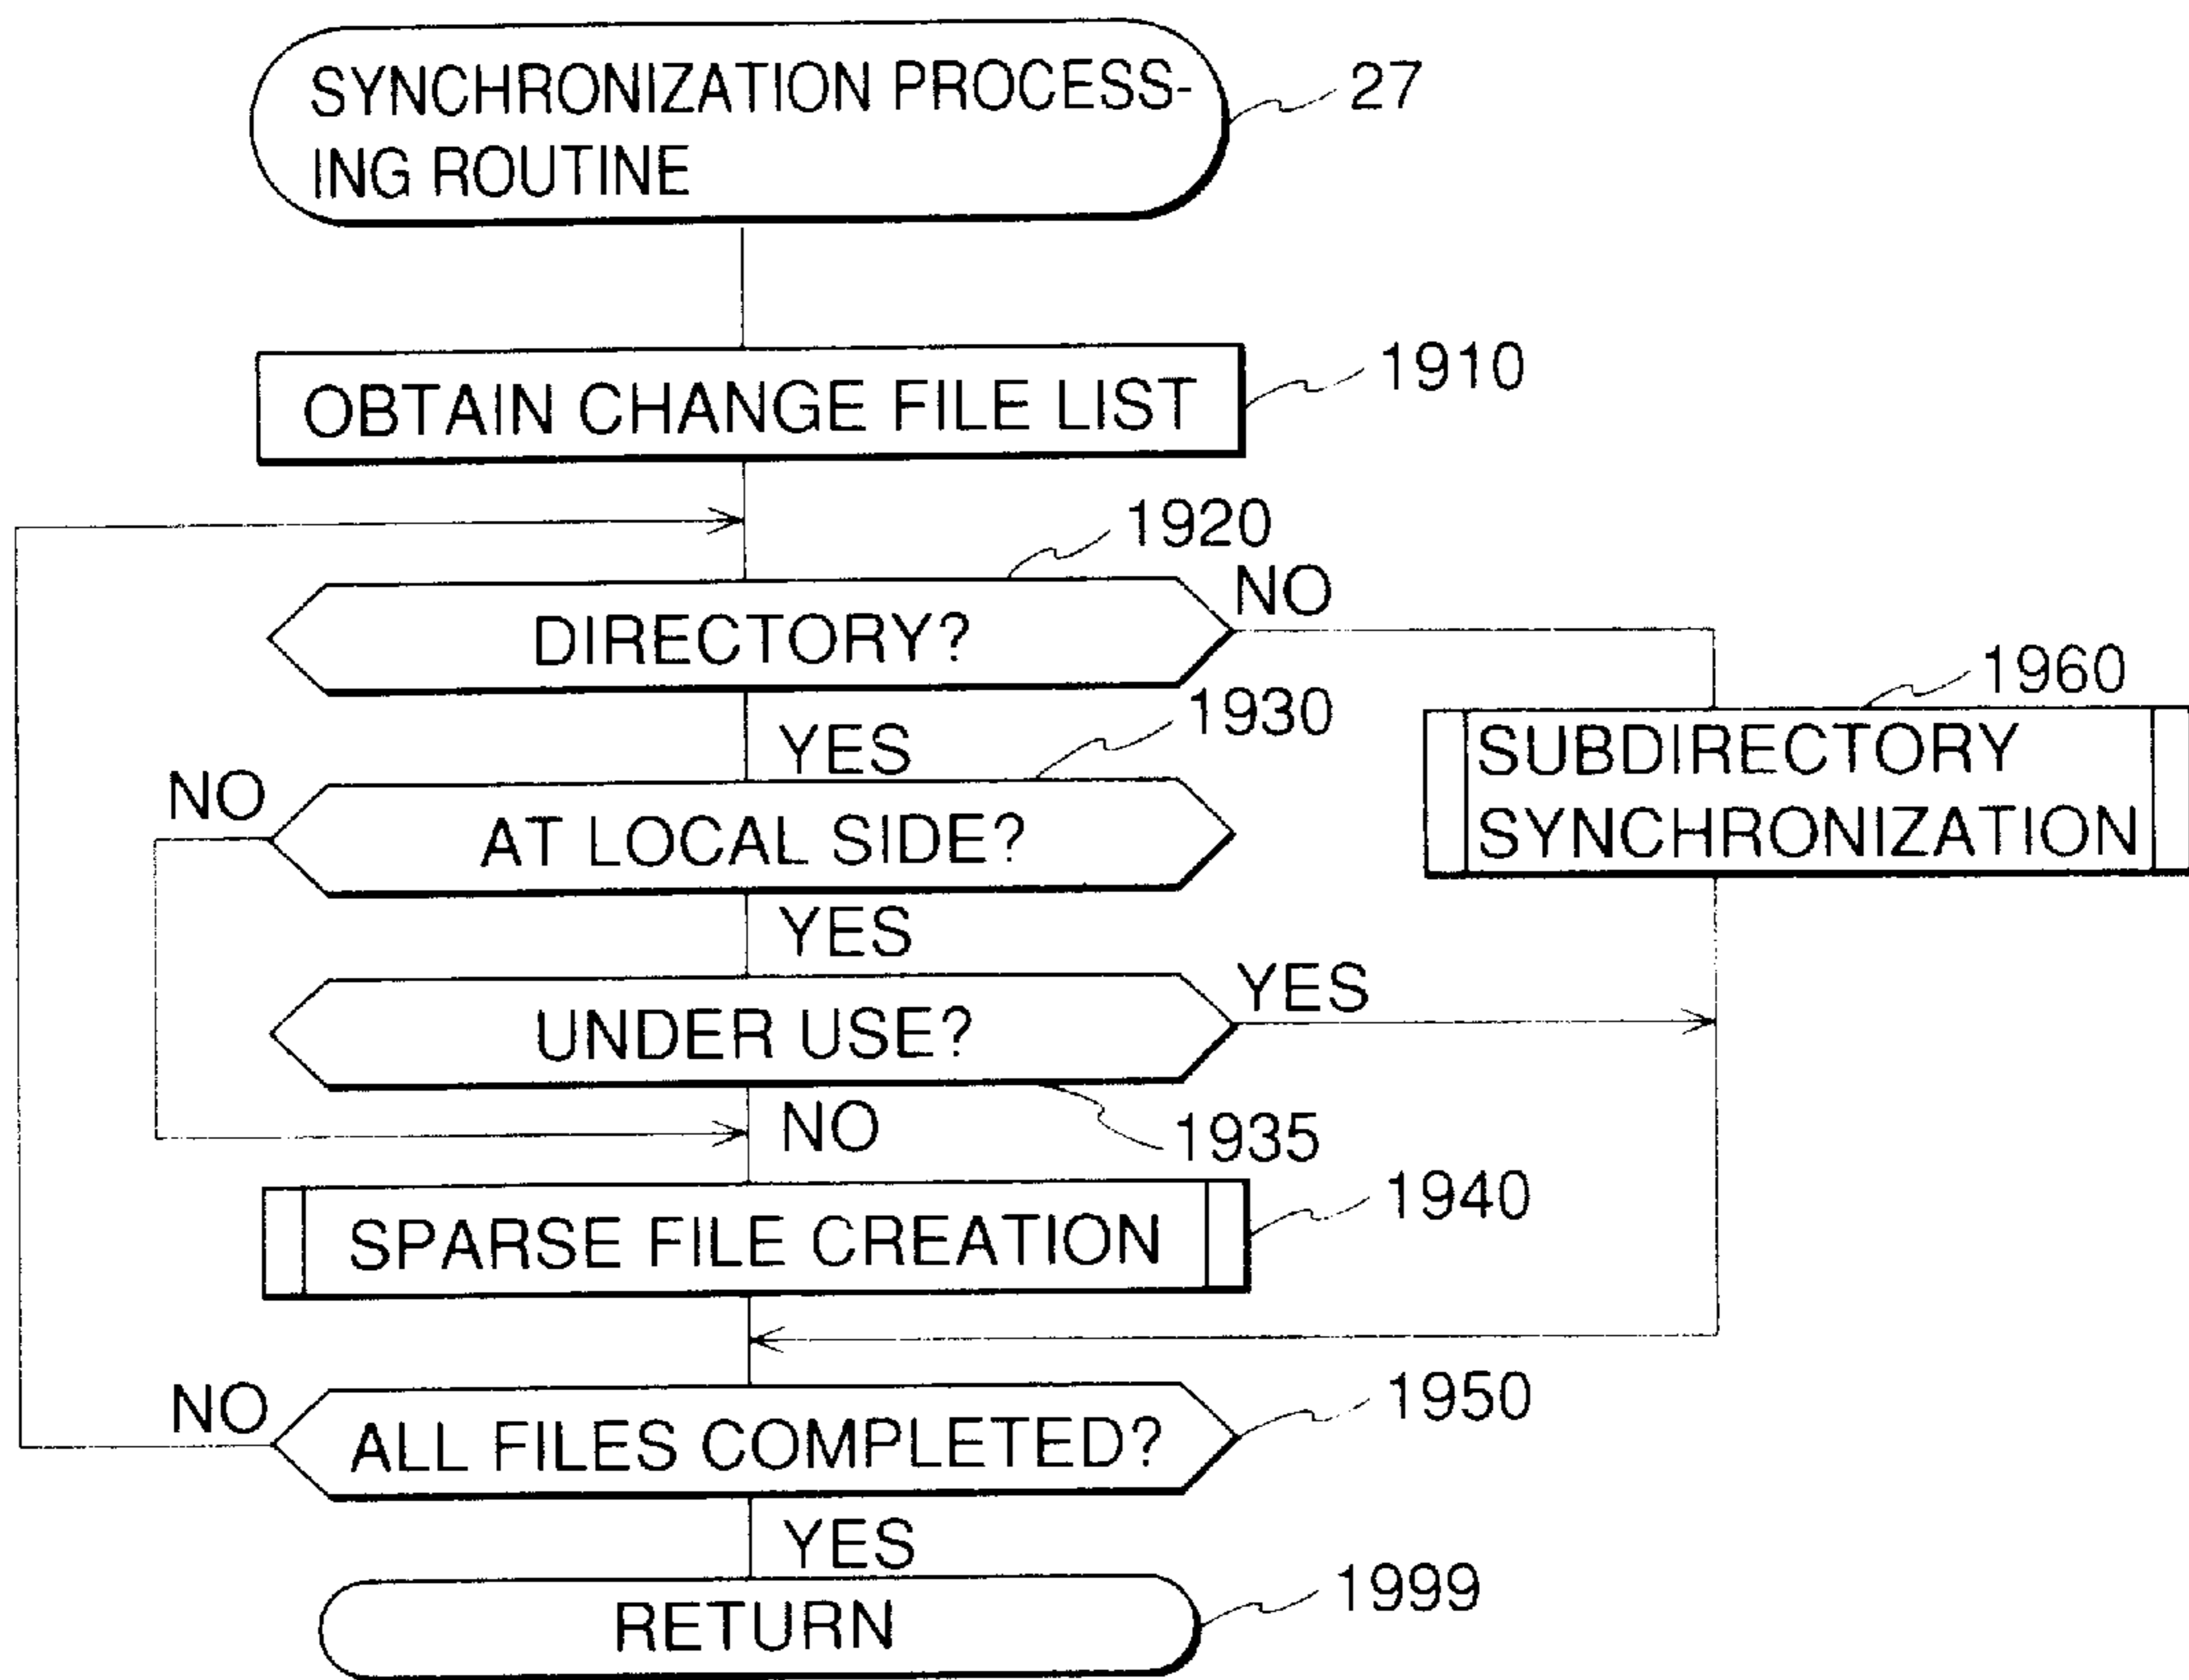 SYNCHRONIZATION PROCESS-
ING ROUTINE
27
OBTAIN CHANGE FILE LIST
1910
1920
DIRECTORY?
NO
1960
YES
1930
SUBDIRECTORY
SYNCHRONIZATION
NO
AT LOCAL SIDE?
YES
UNDER USE?
YES
NO
1935
SPARSE FILE CREATION
1940
NO
ALL FILES COMPLETED?
1950
YES
RETURN
1999